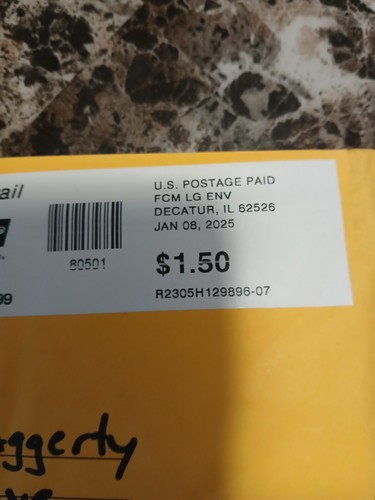 ail
U.S. POSTAGE PAID
FCM LG ENV
DECATUR, IL 62526
JAN 08, 2025
80501
$1.50
99
R2305H129896-07
ggerty